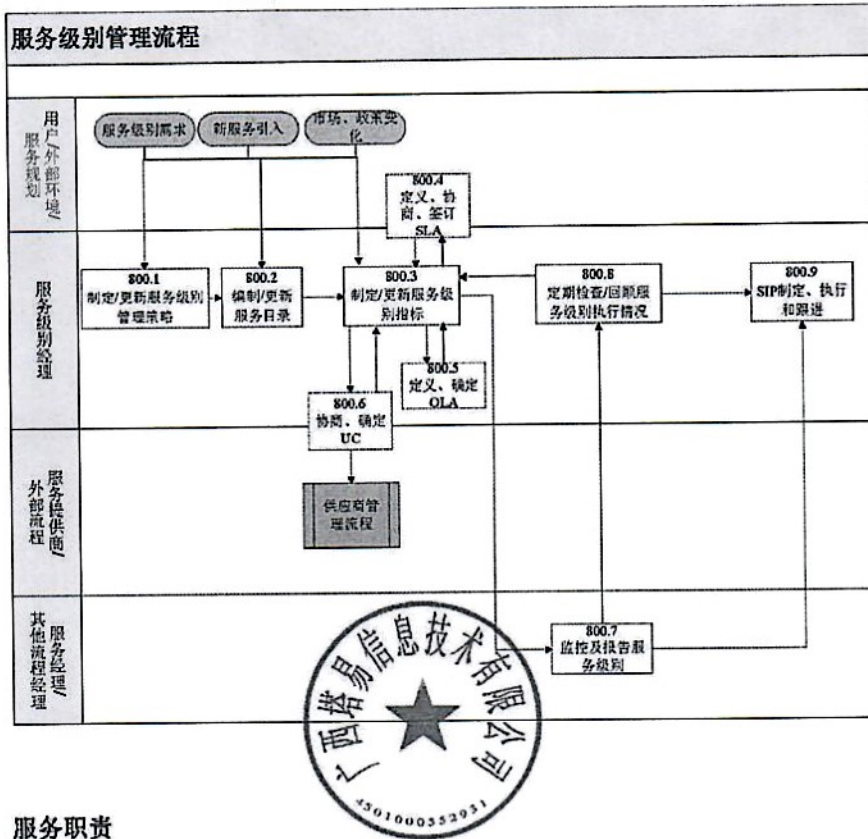 服务级别管理流程
用户/外部环境/
服务规划
服务级别需求
新服务引入
市场、政策变
化
800.4
定义、协
商、签订
SLA
服务级别经理
800.1
制定/更新服务级别
管理策略
800.2
编制/更新
服务目录
800.3
制定/更新服务级
别指标
800.8
定期检查/回顾服
务级别执行情况
800.9
SIP制定、执行
和跟进
800.5
定义、确定
OLA
800.6
协商、确定
UC
服务提供商/
外部流程
供应商管
理流程
服务经理/
其他流程经理
800.7
监控及报告服
务级别
广西塔易信息技术有限公司
4501000352931
服务职责